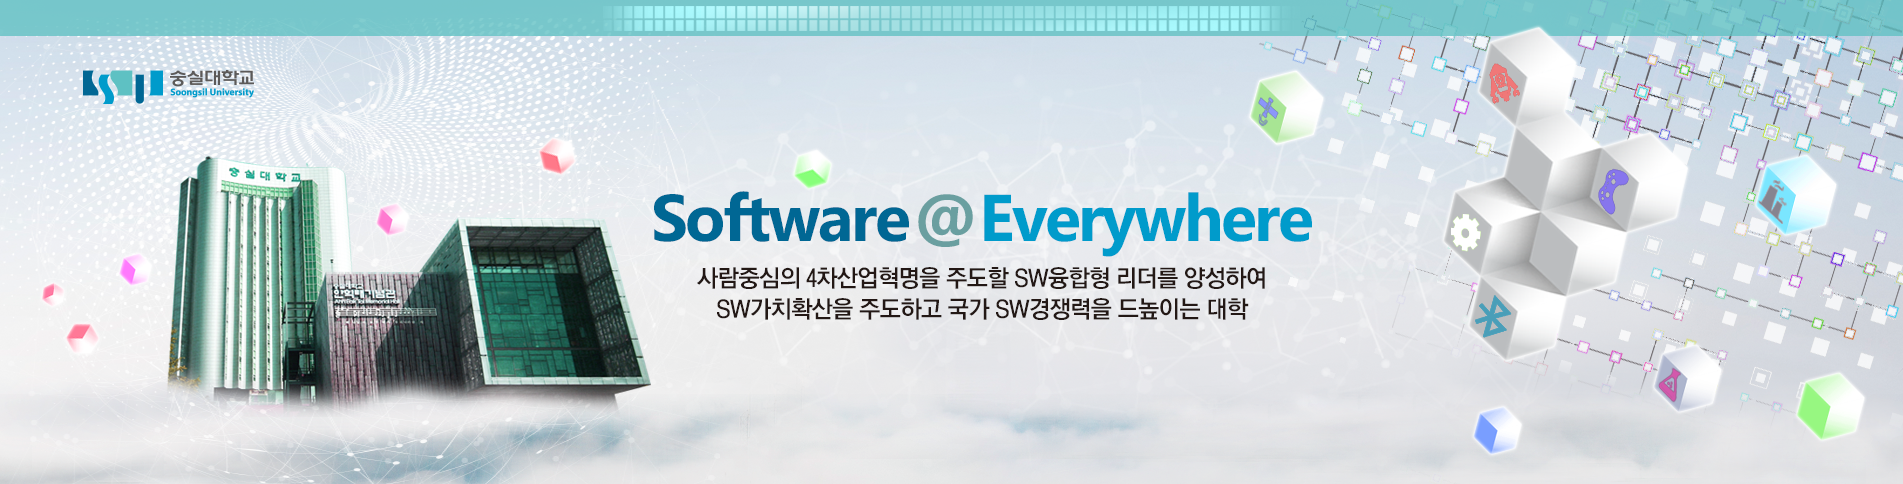 숭실대학교
Soongsil University
숭실대학교
Software@Everywhere
사람중심의 4차산업혁명을 주도할 SW융합형 리더를 양성하여
SW가치확산을 주도하고 국가 SW경쟁력을 드높이는 대학